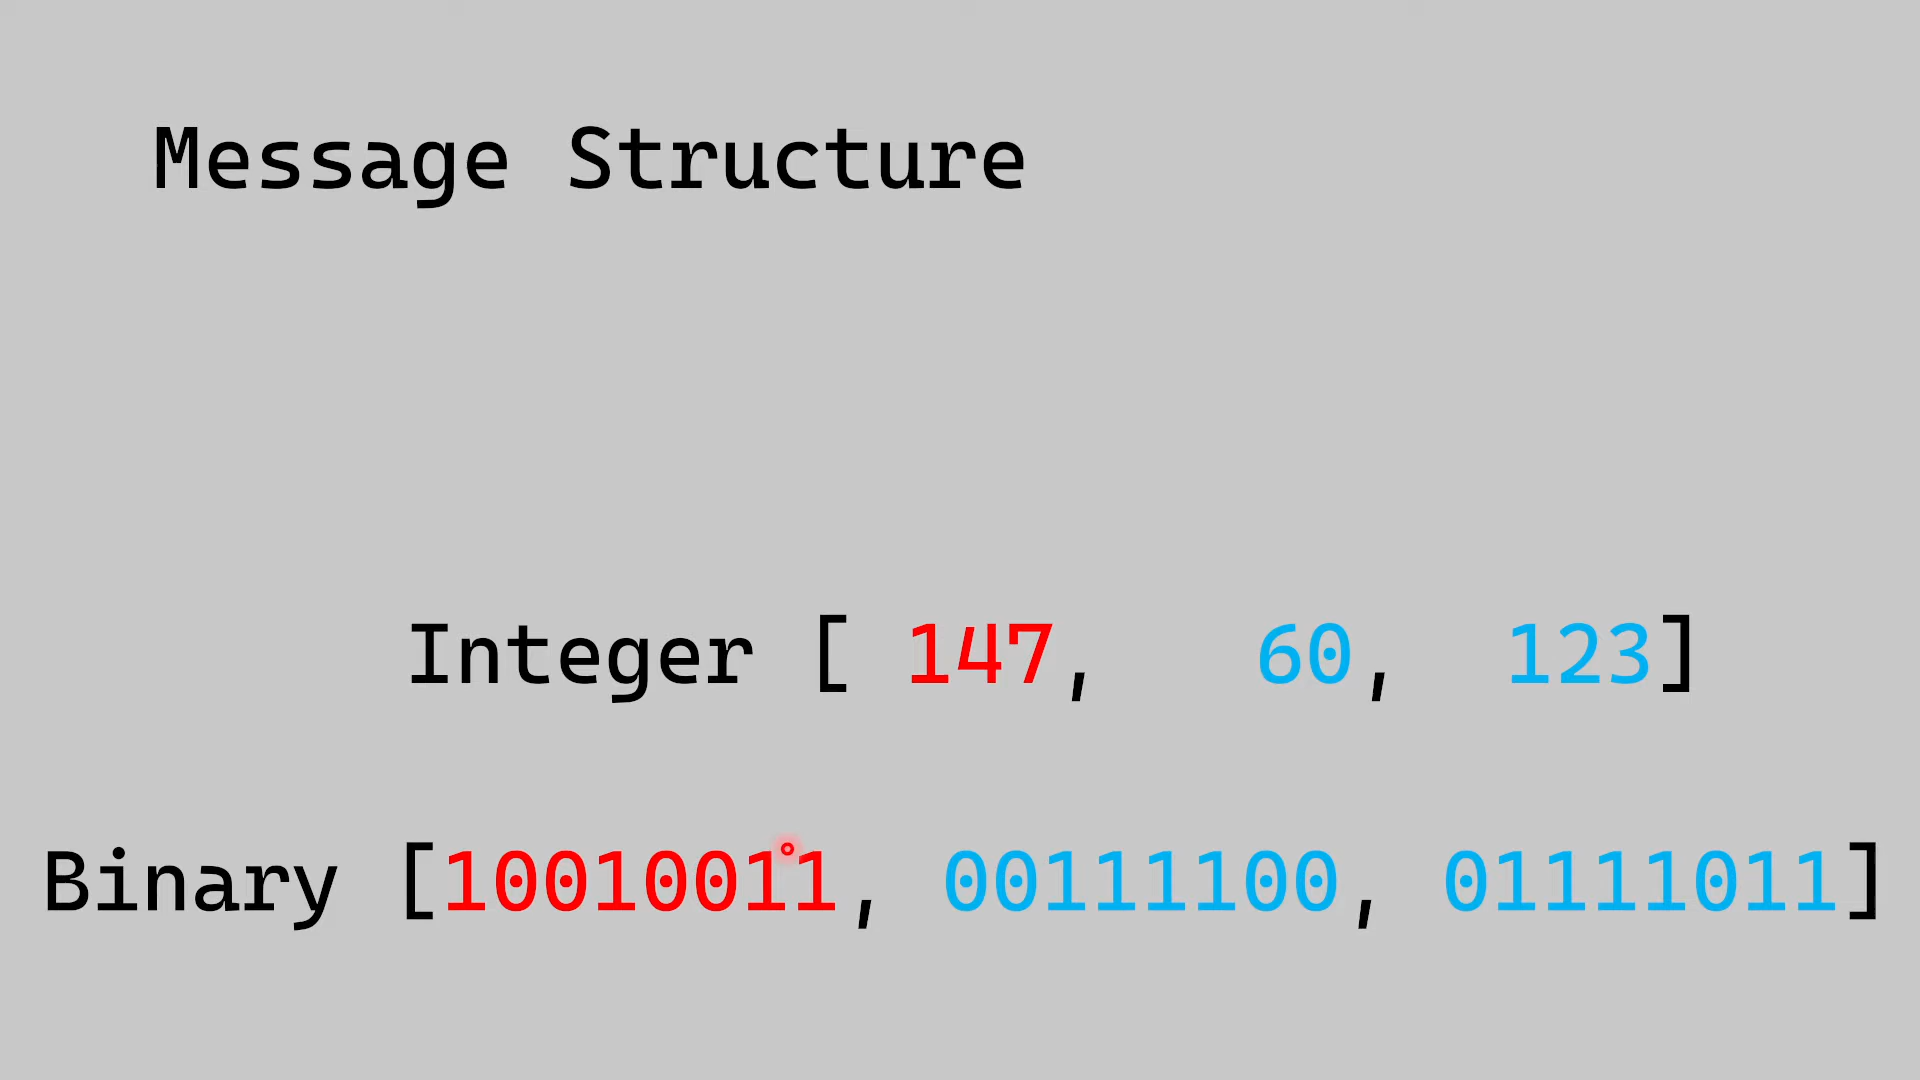 Message Structure
Integer [ 147, 60, 123]
Binary [10010011, 00111100, 01111011]